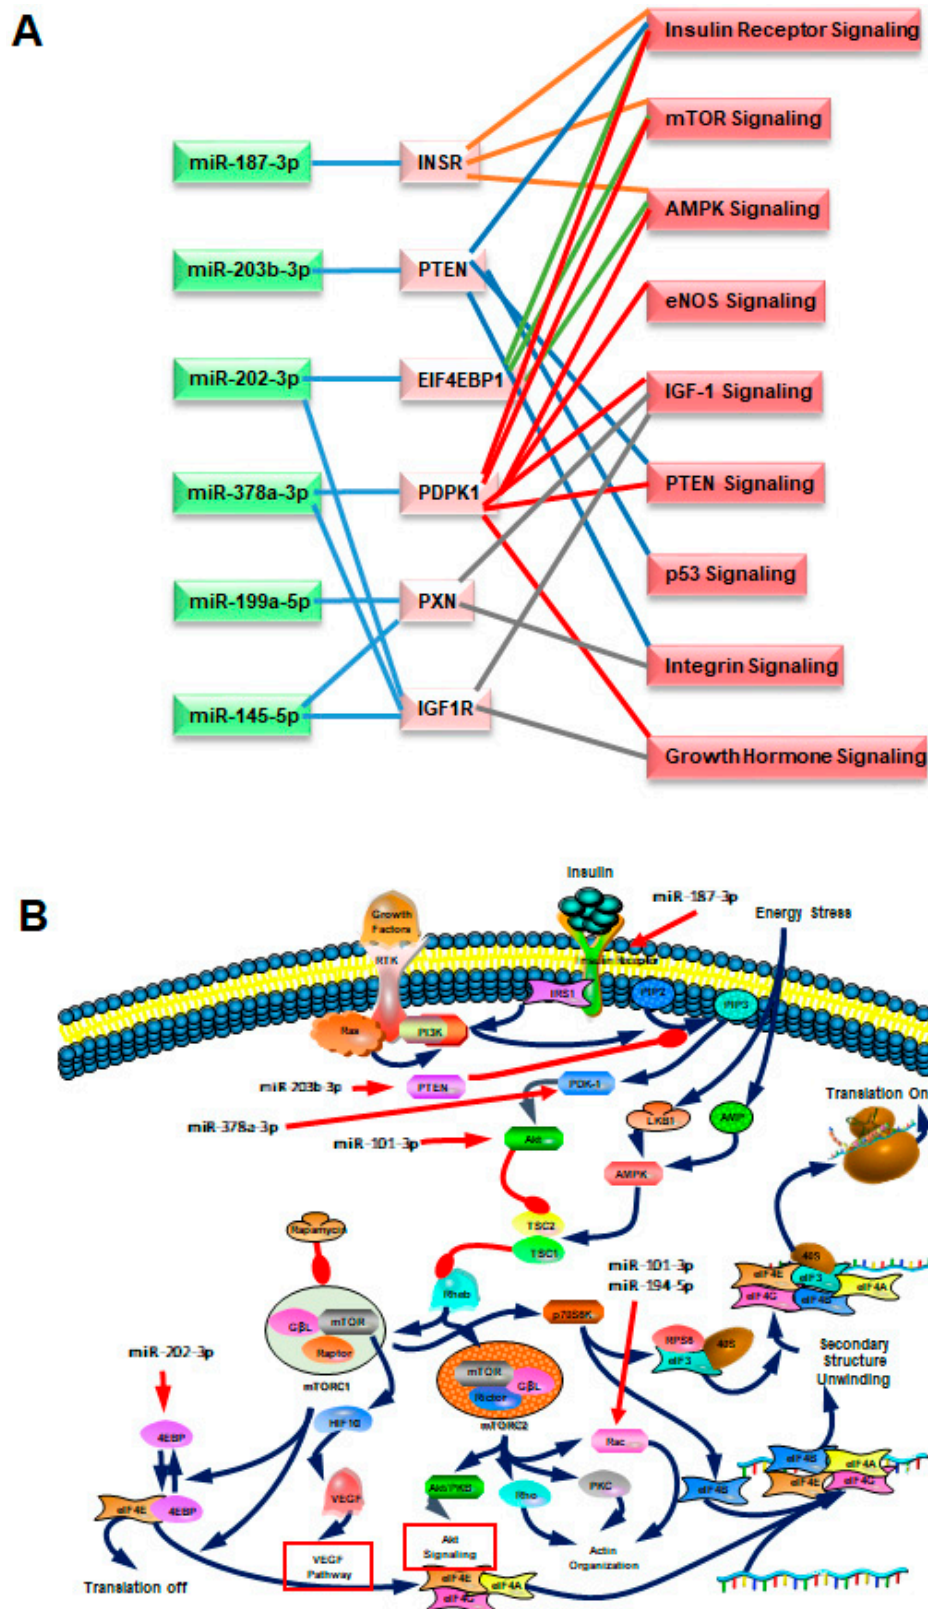 A
Insulin Receptor Signaling
mTOR Signaling
miR-187-3p
INSR
AMPK Signaling
miR-203b-3p
PTEN
eNOS Signaling
miR-202-3p
EIF4EBP1
IGF-1 Signaling
miR-378a-3p
PDPK1
PTEN Signaling
p53 Signaling
miR-199a-5p
PXN
Integrin Signaling
miR-145-5p
IGF1R
Growth Hormone Signaling
B
Insulin
miR-187-3p
Energy Stress
Growth
Factors
RTK
Insulin Receptor
IRS1
PIP2
PIP3
Ras
PI3K
miR-203b-3p
PTEN
PDK-1
Translation On
miR-378a-3p
LKB1
AMP
miR-101-3p
Akt
AMPK
TSC2
TSC1
Rapamycin
miR-101-3p
miR-194-5p
40S
eIF4E
eIF3
eIF4A
eIF4G
eIF4B
Rheb
p70S6K
GβL
mTOR
Raptor
mTORC1
RPS6
40S
eIF3
Secondary
Structure
Unwinding
miR-202-3p
mTOR
GβL
Rictor
mTORC2
HIF1α
Rac
4EBP
eIF4B
eIF4A
eIF4E
eIF4G
Akt/PKB
Rho
PKC
eIF4B
eIF4E
4EBP
VEGF
VEGF
Pathway
Akt
Signaling
Actin
Organization
Translation off
eIF4E
eIF4A
eIF4G